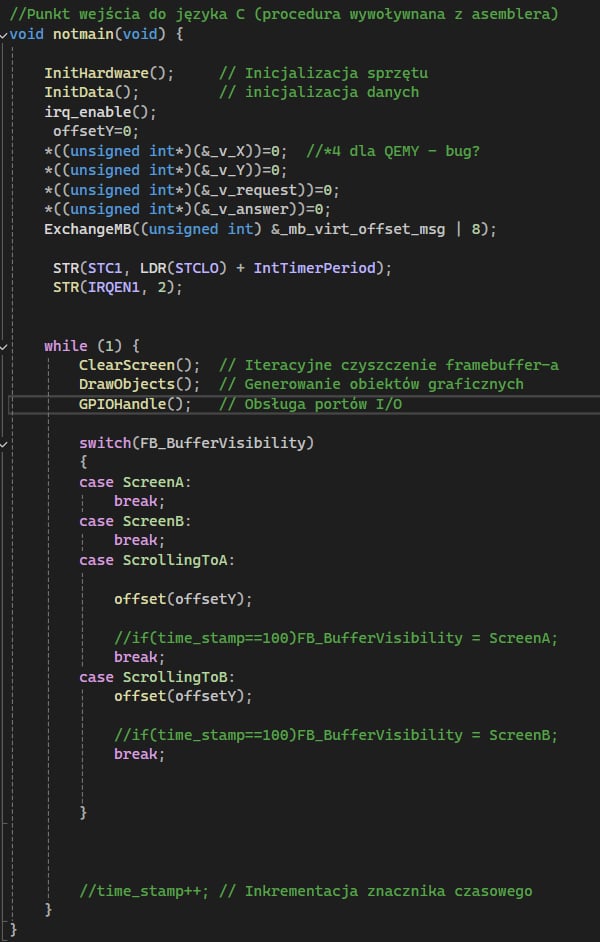 //Punkt wejścia do języka C (procedura wywoływnana z asemblera)
void notmain(void) {
InitHardware();     // Inicjalizacja sprzętu
InitData();         // inicjalizacja danych
irq_enable();
offsetY=0;
*((unsigned int*)(&_v_X))=0;  //*4 dla QEMY - bug?
*((unsigned int*)(&_v_Y))=0;
*((unsigned int*)(&_v_request))=0;
*((unsigned int*)(&_v_answer))=0;
ExchangeMB((unsigned int) &_mb_virt_offset_msg | 8);
STR(STC1, LDR(STCLO) + IntTimerPeriod);
STR(IRQEN1, 2);
while (1) {
ClearScreen();  // Iteracyjne czyszczenie framebuffer-a
DrawObjects();  // Generowanie obiektów graficznych
GPIOHandle();   // Obsługa portów I/O
switch(FB_BufferVisibility)
{
case ScreenA:
break;
case ScreenB:
break;
case ScrollingToA:
offset(offsetY);
//if(time_stamp==100)FB_BufferVisibility = ScreenA;
break;
case ScrollingToB:
offset(offsetY);
//if(time_stamp==100)FB_BufferVisibility = ScreenB;
break;
}
//time_stamp++; // Inkrementacja znacznika czasowego
}
}